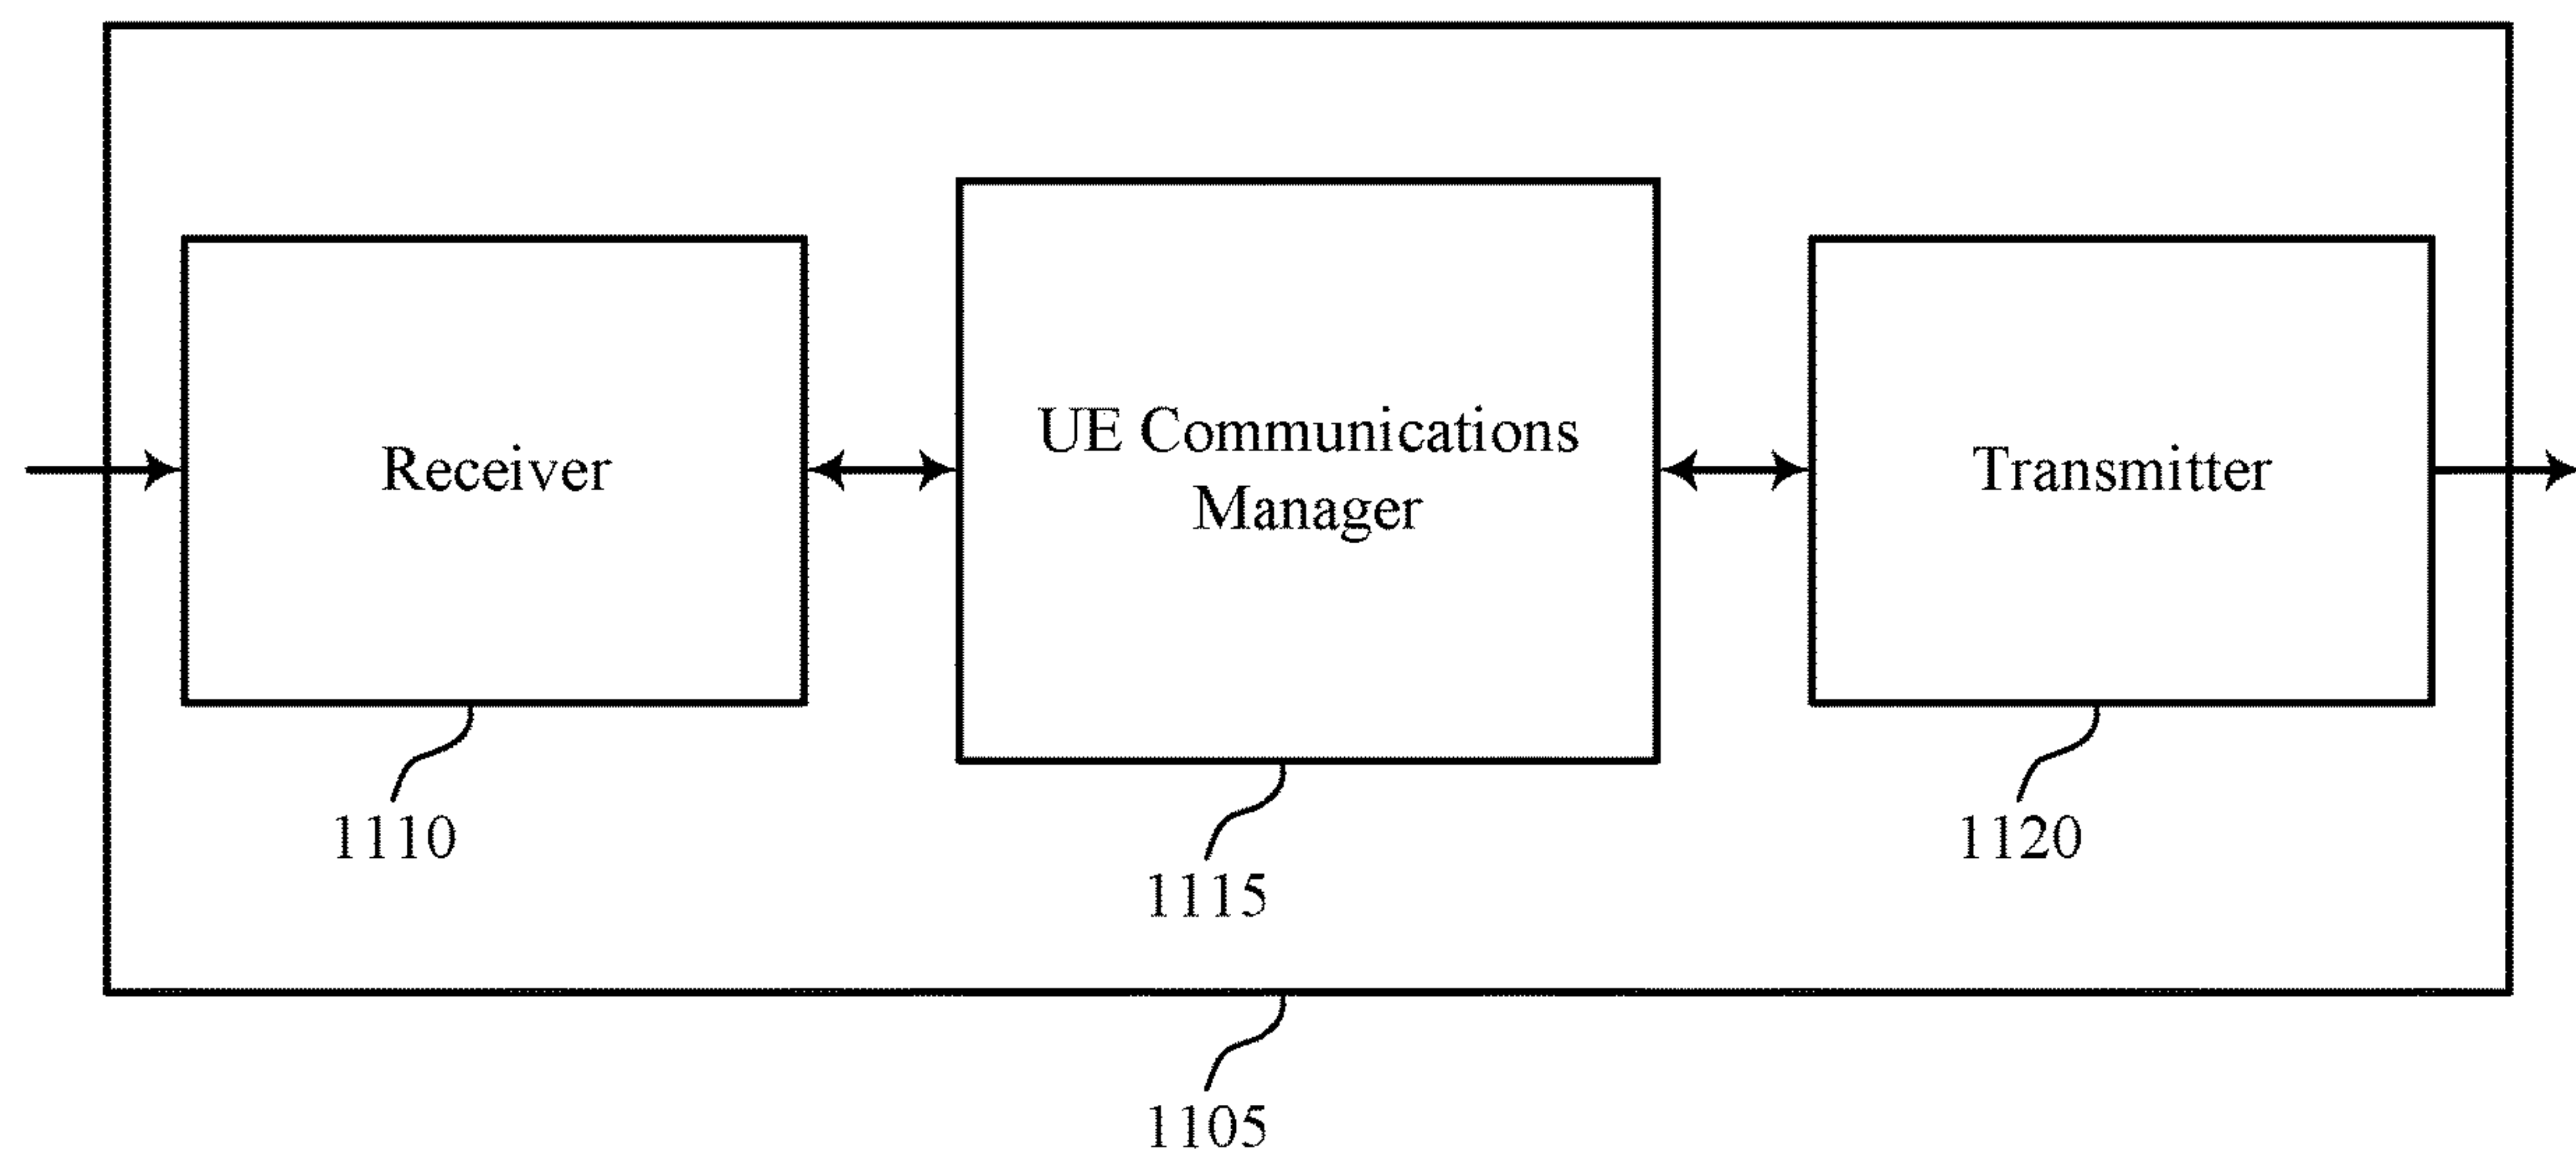 Receiver
UE Communications
Manager
Transmitter
1110
1115
1120
1105